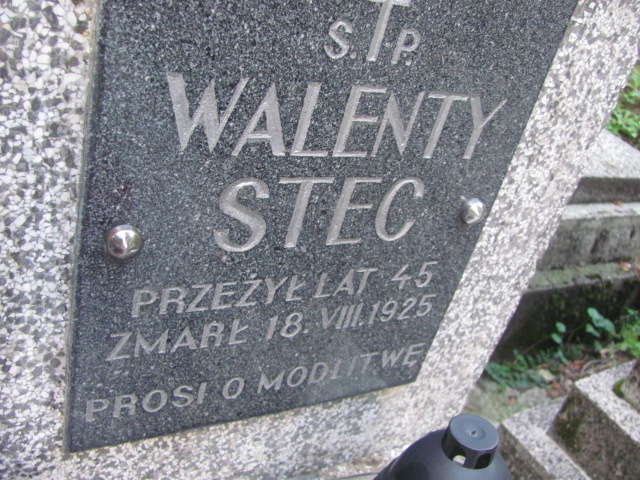 Ś.P.
WALENTY
STEC
PRZEŻYŁ LAT 45
ZMARŁ 18.VIII.1925
PROSI O MODLITWĘ